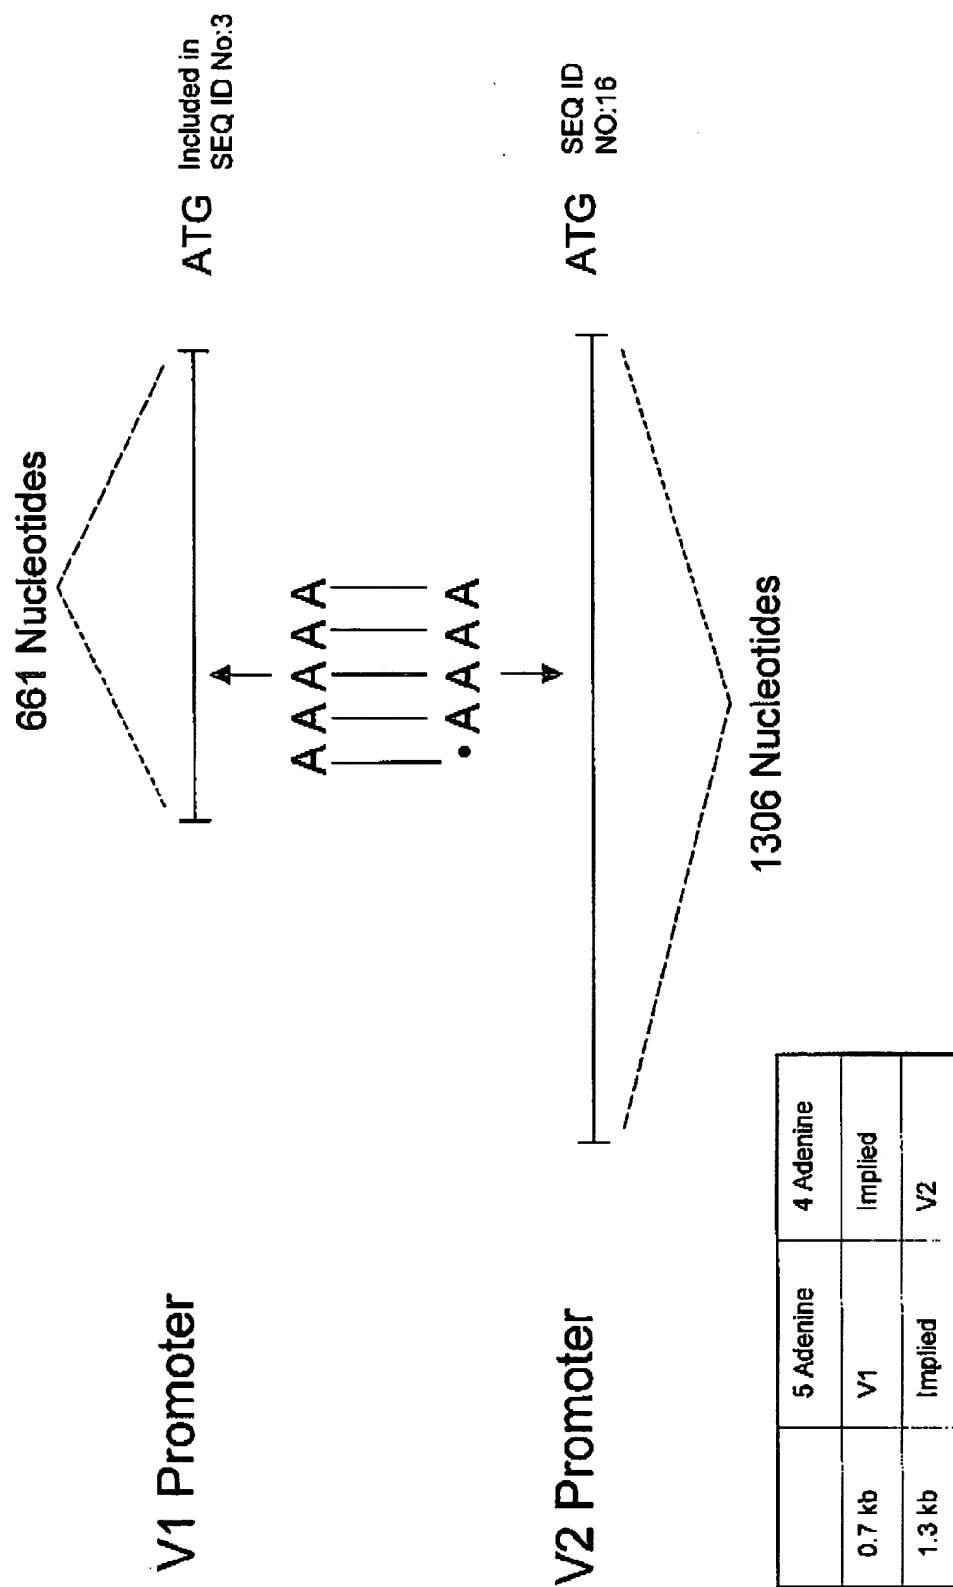 661 Nucleotides
V1 Promoter
ATG
Included in
SEQ ID No:3
A A A A A
• A A A A
V2 Promoter
ATG
SEQ ID
NO:16
1306 Nucleotides
5 Adenine 4 Adenine
0.7 kb V1 Implied
1.3 kb Implied V2